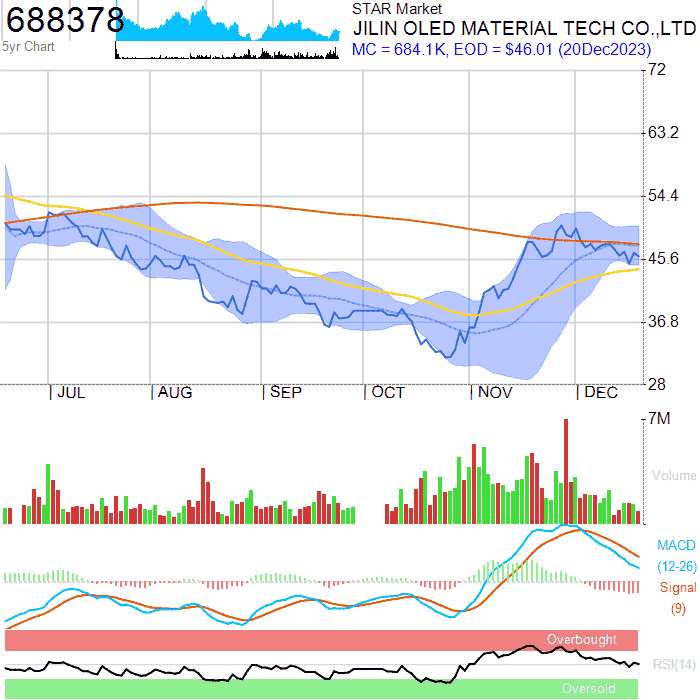 688378
5yr Chart
STAR Market
JILIN OLED MATERIAL TECH CO.,LTD
MC = 684.1K, EOD = $46.01 (20Dec2023)
72
63.2
54.4
45.6
36.8
28
JUL AUG SEP OCT NOV DEC
7M
Volume
MACD
(12-26)
Signal
(9)
Overbought
RSI(14)
Oversold